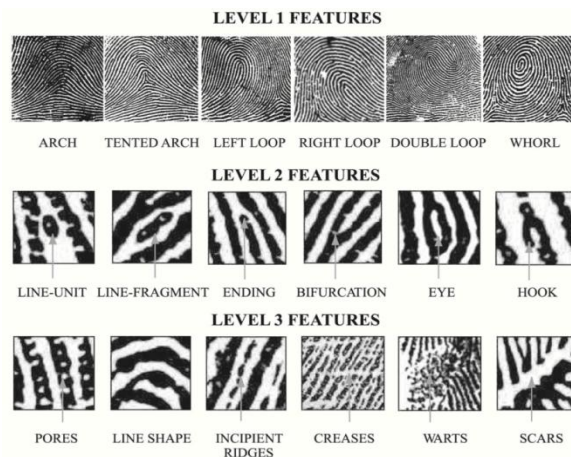 LEVEL 1 FEATURES
ARCH TENTED ARCH LEFT LOOP RIGHT LOOP DOUBLE LOOP WHORL
LEVEL 2 FEATURES
LINE-UNIT LINE-FRAGMENT ENDING BIFURCATION EYE HOOK
LEVEL 3 FEATURES
PORES LINE SHAPE INCIPIENT RIDGES CREASES WARTS SCARS